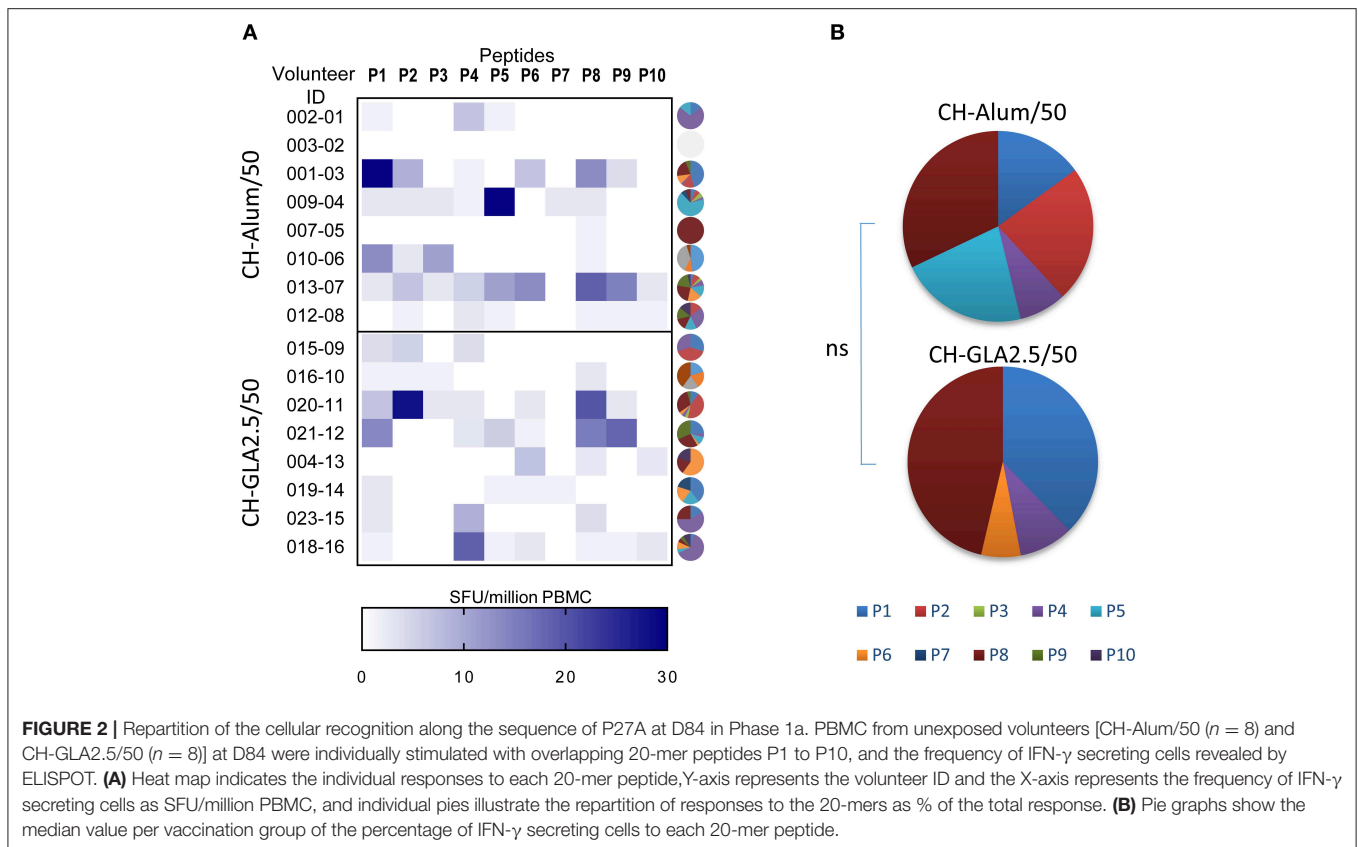 A
B
Peptides
Volunteer ID P1 P2 P3 P4 P5 P6 P7 P8 P9 P10
CH-Alum/50
002-01
003-02
001-03
009-04
007-05
010-06
013-07
012-08
CH-GLA2.5/50
015-09
016-10
020-11
021-12
004-13
019-14
023-15
018-16
SFU/million PBMC
0 10 20 30
CH-Alum/50
ns
CH-GLA2.5/50
P1 P2 P3 P4 P5
P6 P7 P8 P9 P10
FIGURE 2 | Repartition of the cellular recognition along the sequence of P27A at D84 in Phase 1a. PBMC from unexposed volunteers [CH-Alum/50 (n = 8) and
CH-GLA2.5/50 (n = 8)] at D84 were individually stimulated with overlapping 20-mer peptides P1 to P10, and the frequency of IFN-γ secreting cells revealed by
ELISPOT. (A) Heat map indicates the individual responses to each 20-mer peptide,Y-axis represents the volunteer ID and the X-axis represents the frequency of IFN-γ
secreting cells as SFU/million PBMC, and individual pies illustrate the repartition of responses to the 20-mers as % of the total response. (B) Pie graphs show the
median value per vaccination group of the percentage of IFN-γ secreting cells to each 20-mer peptide.